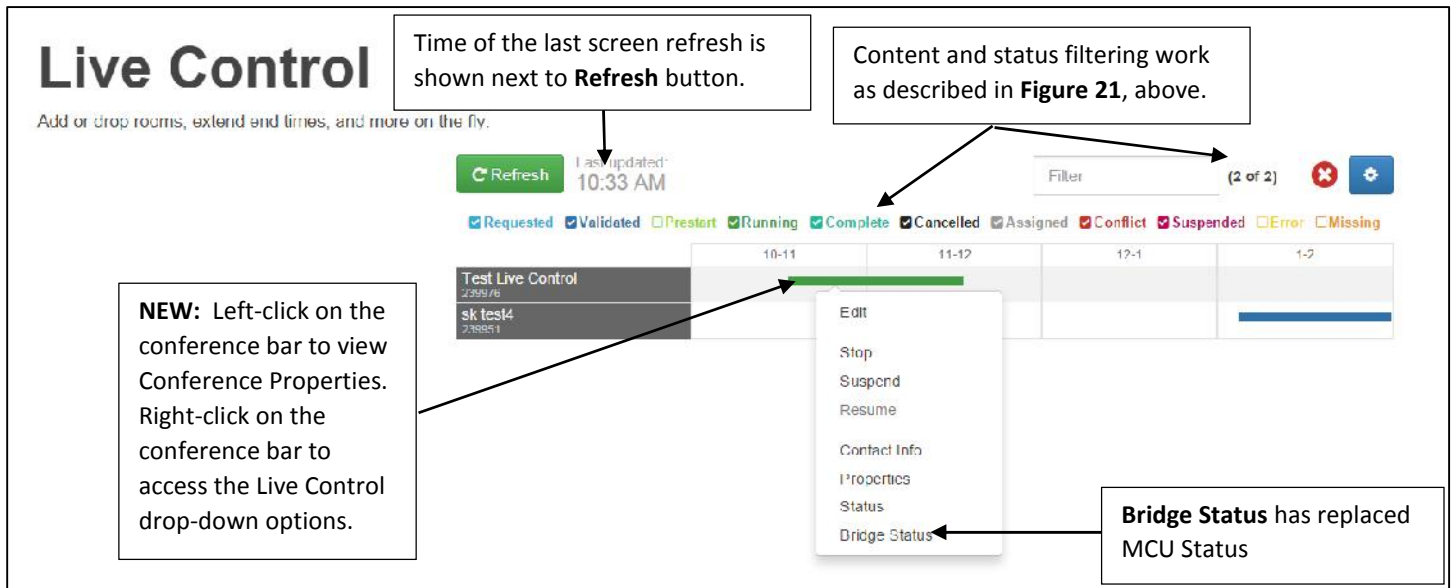 Live Control
Add or drop rooms, extend end times, and more on the fly.
Time of the last screen refresh is
shown next to Refresh button.
Content and status filtering work
as described in Figure 21, above.
Refresh
Last updated:
10:33 AM
Filter
(2 of 2)
Requested Validated Prestart Running Complete Cancelled Assigned Conflict Suspended Error Missing
10-11 11-12 12-1 1-2
Test Live Control
239976
sk test4
239951
NEW: Left-click on the
conference bar to view
Conference Properties.
Right-click on the
conference bar to
access the Live Control
drop-down options.
Edit
Stop
Suspend
Resume
Contact Info
Properties
Status
Bridge Status
Bridge Status has replaced
MCU Status